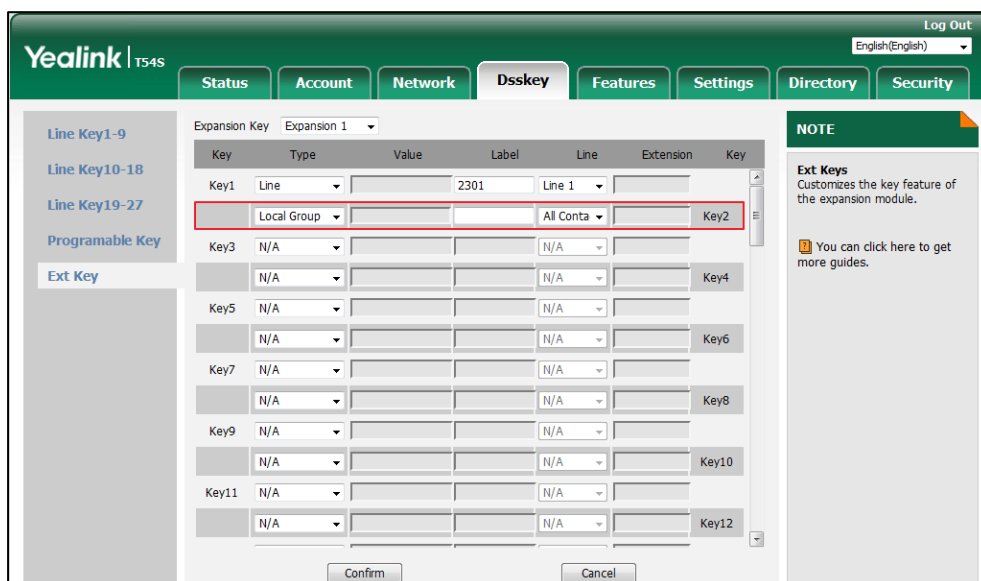 Log Out
Yealink T54S
English(English)
Status Account Network Dsskey Features Settings Directory Security
Line Key1-9
Line Key10-18
Line Key19-27
Programable Key
Ext Key
Expansion Key Expansion 1
Key Type Value Label Line Extension Key
Key1 Line 2301 Line 1
Local Group All Conta Key2
Key3 N/A N/A
N/A N/A Key4
Key5 N/A N/A
N/A N/A Key6
Key7 N/A N/A
N/A N/A Key8
Key9 N/A N/A
N/A N/A Key10
Key11 N/A N/A
N/A N/A Key12
Confirm Cancel
NOTE
Ext Keys
Customizes the key feature of
the expansion module.
? You can click here to get
more guides.